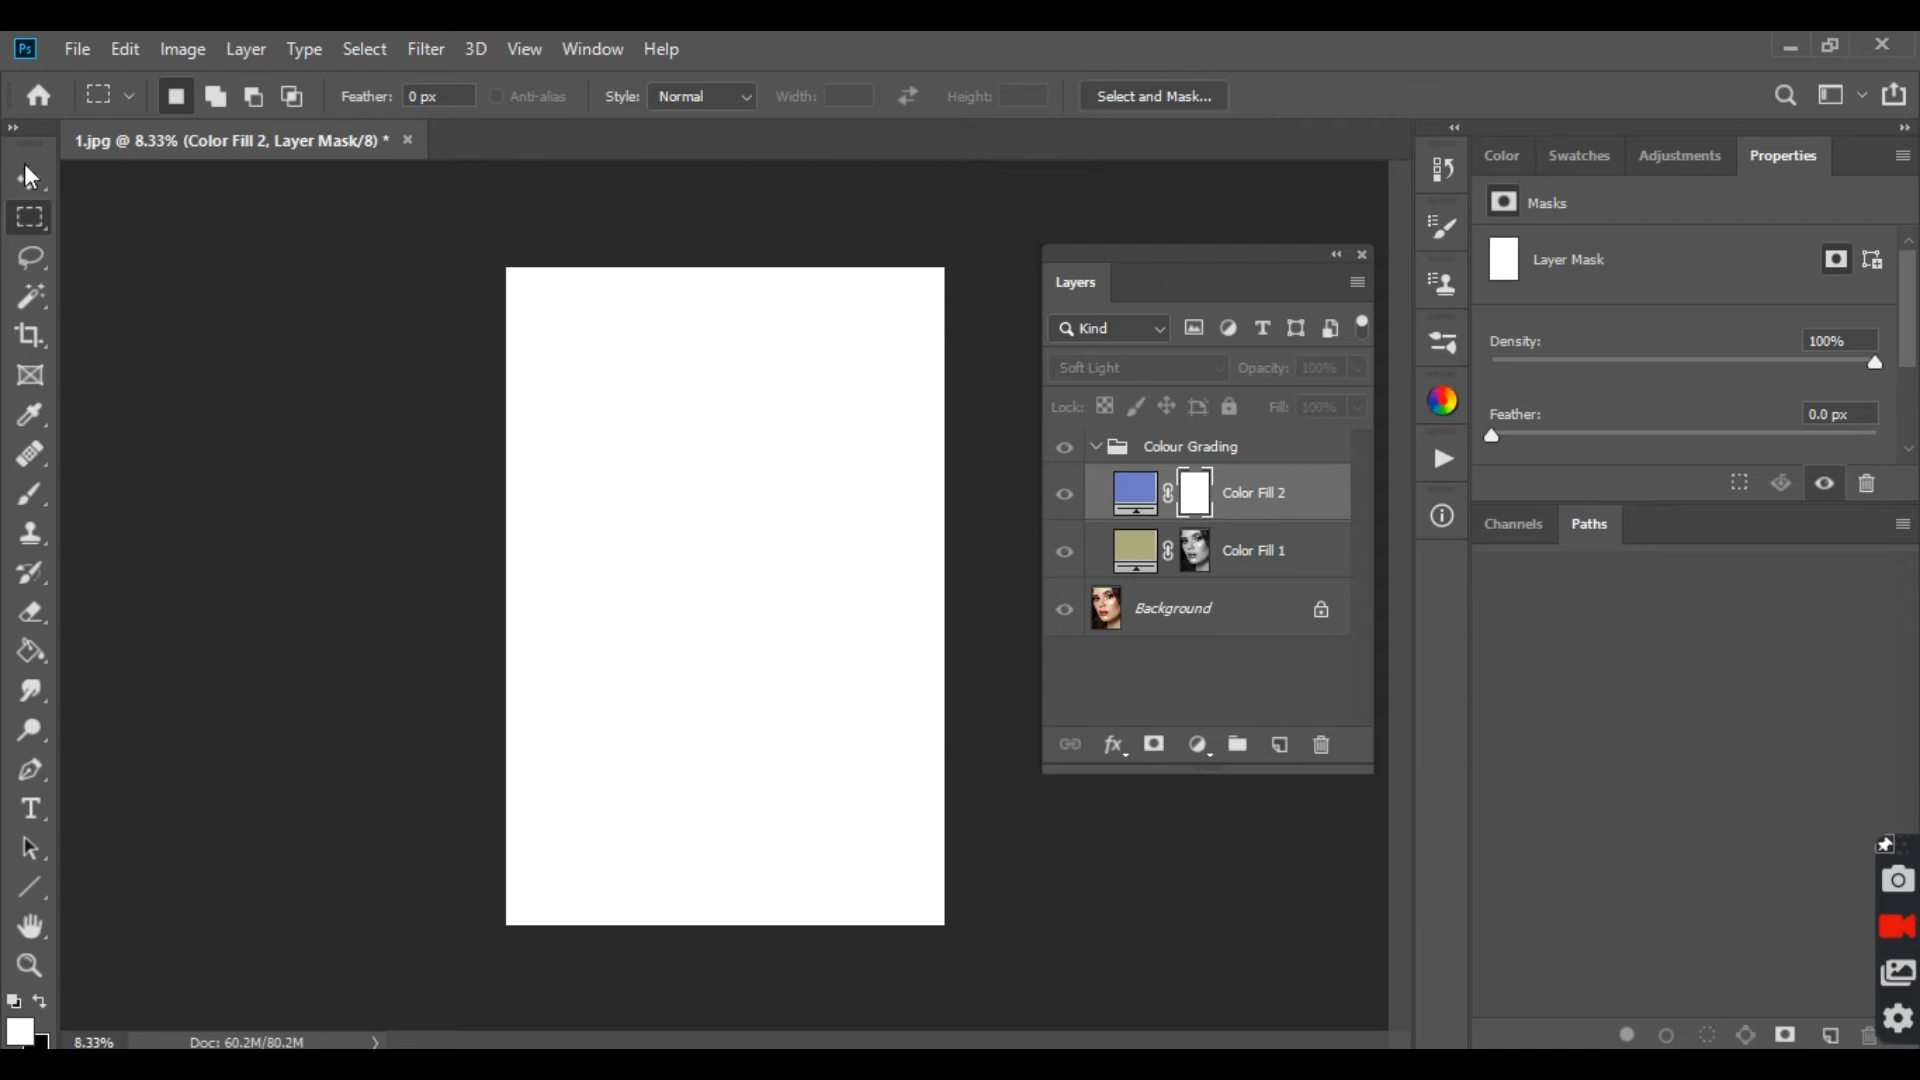 Ps File Edit Image Layer Type Select Filter 3D View Window Help
Feather: 0 px Anti-alias Style: Normal Width: Height: Select and Mask...
1.jpg @ 8.33% (Color Fill 2, Layer Mask/8) *
Color Swatches Adjustments Properties
Masks
Layer Mask
Density: 100%
Feather: 0.0 px
Channels Paths
Layers
Kind
Soft Light Opacity: 100%
Lock: Fill: 100%
Colour Grading
Color Fill 2
Color Fill 1
Background
fx
8.33% Doc: 60.2M/80.2M